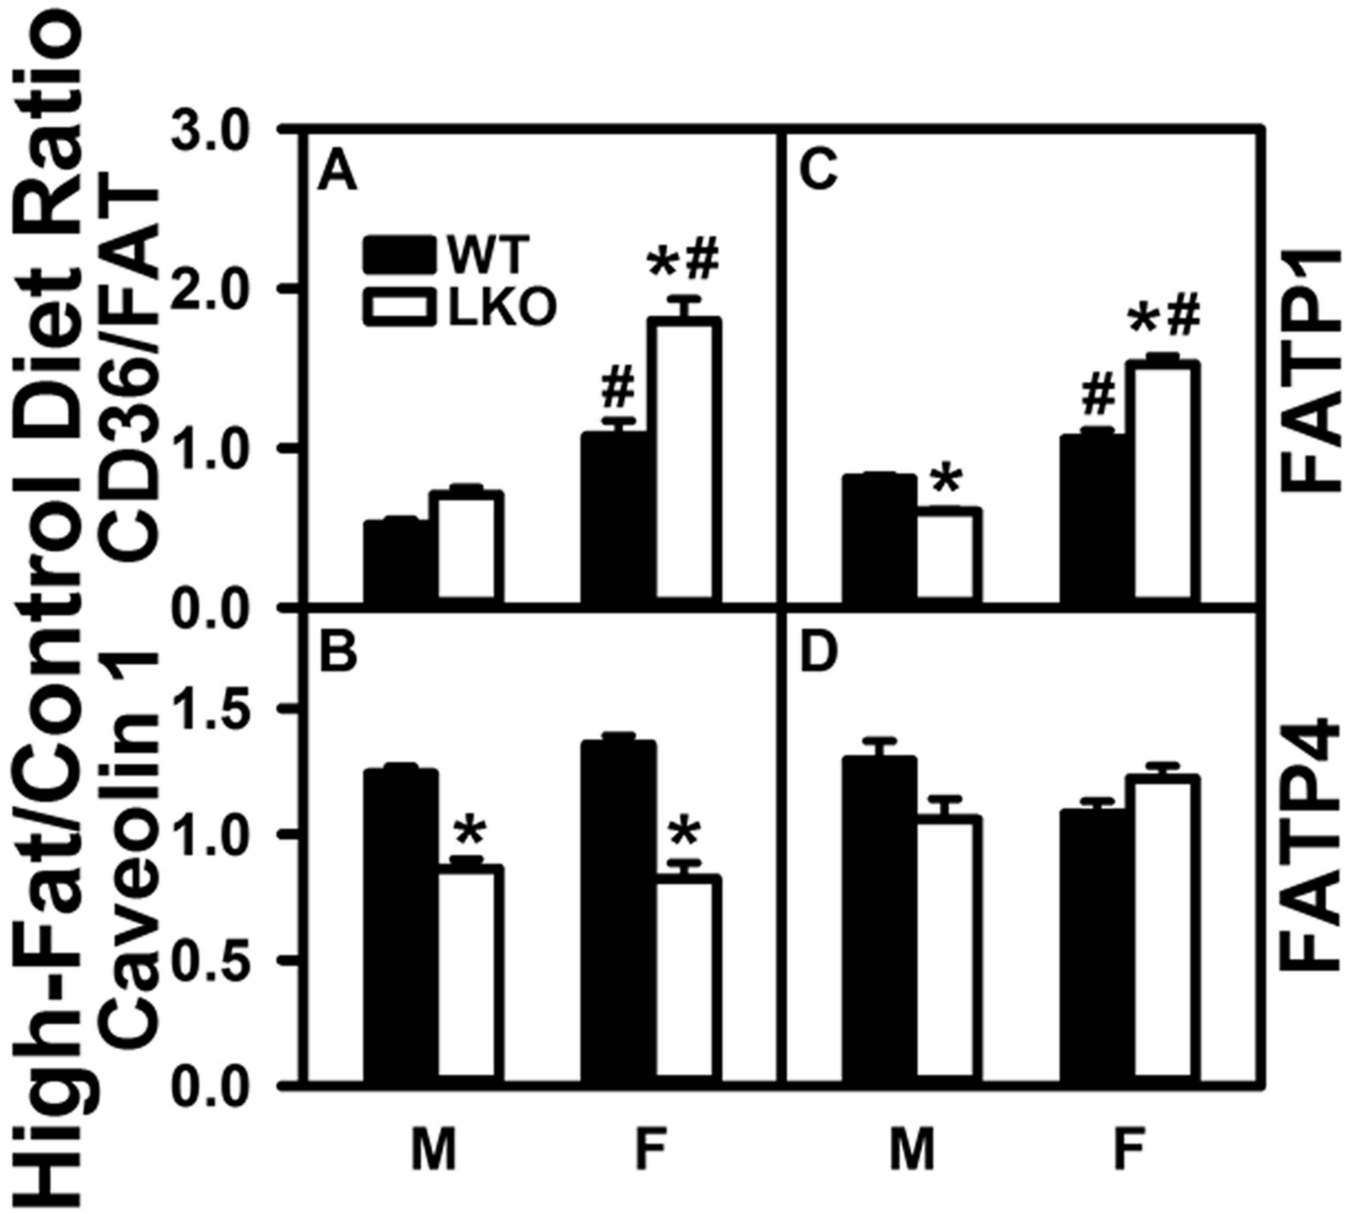 High-Fat/Control Diet Ratio
CD36/FAT
Caveolin 1
3.0
2.0
1.0
0.0
A
WT
LKO
#
*#
C
*
#
*#
FATP1
1.5
1.0
0.5
0.0
B
*
*
D
FATP4
M
F
M
F